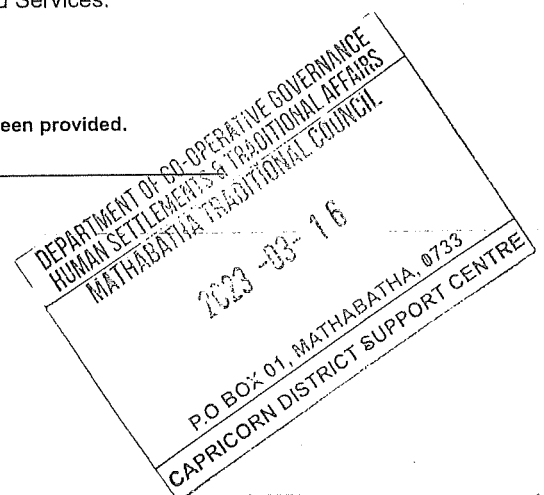 d Services.
een provided.
DEPARTMENT OF CO-OPERATIVE GOVERNANCE
HUMAN SETTLEMENTS & TRADITIONAL AFFAIRS
MATHABATHA TRADITIONAL COUNCIL
2023 -03- 16
P.O BOX 01, MATHABATHA, 0733
CAPRICORN DISTRICT SUPPORT CENTRE